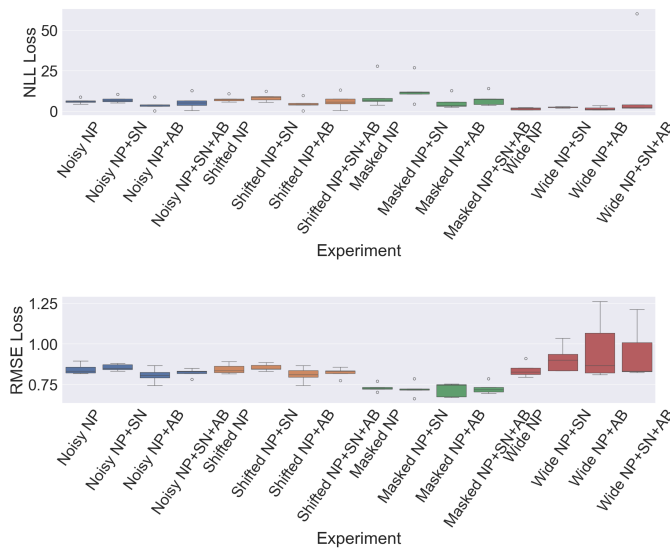 NLL Loss
50
25
0
Noisy NP
Noisy NP+SN
Noisy NP+AB
Noisy NP+SN+AB
Shifted NP
Shifted NP+SN
Shifted NP+AB
Shifted NP+SN+AB
Masked NP
Masked NP+SN
Masked NP+AB
Masked NP+SN+AB
Wide NP
Wide NP+SN
Wide NP+AB
Wide NP+SN+AB
Experiment
RMSE Loss
1.25
1.00
0.75
Noisy NP
Noisy NP+SN
Noisy NP+AB
Noisy NP+SN+AB
Shifted NP
Shifted NP+SN
Shifted NP+AB
Shifted NP+SN+AB
Masked NP
Masked NP+SN
Masked NP+AB
Masked NP+SN+AB
Wide NP
Wide NP+SN
Wide NP+AB
Wide NP+SN+AB
Experiment